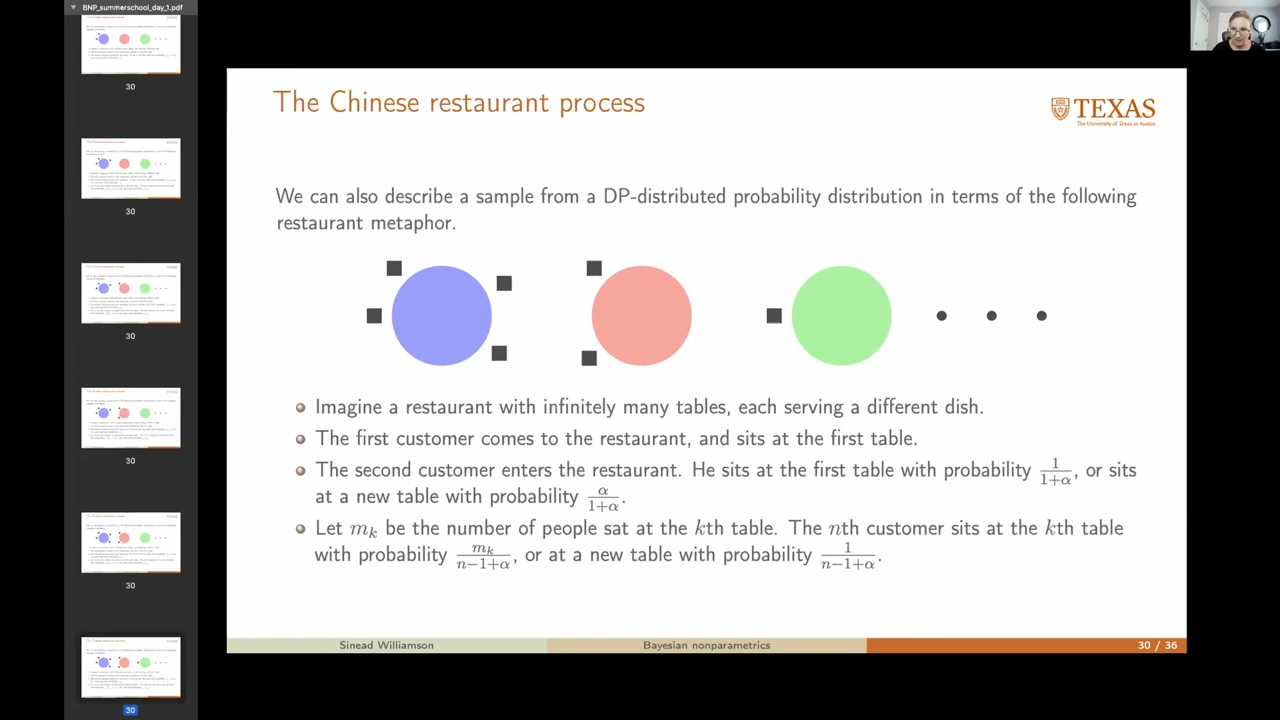 BNP_summerschool_day_1.pdf
30
30
30
30
30
30
The Chinese restaurant process
TEXAS
The University of Texas at Austin
We can also describe a sample from a DP-distributed probability distribution in terms of the following
restaurant metaphor.
Imagine a restaurant with infinitely many tables, each serving a different dish.
The first customer comes to the restaurant, and sits at the first table.
The second customer enters the restaurant. He sits at the first table with probability 1/(1+α), or sits
at a new table with probability α/(1+α).
Let m_k be the number of people sat at the kth table. The nth customer sits at the kth table
with probability m_k/(n−1+α), or at a new table with probability α/(n−1+α).
Sinead Williamson
Bayesian nonparametrics
30 / 36